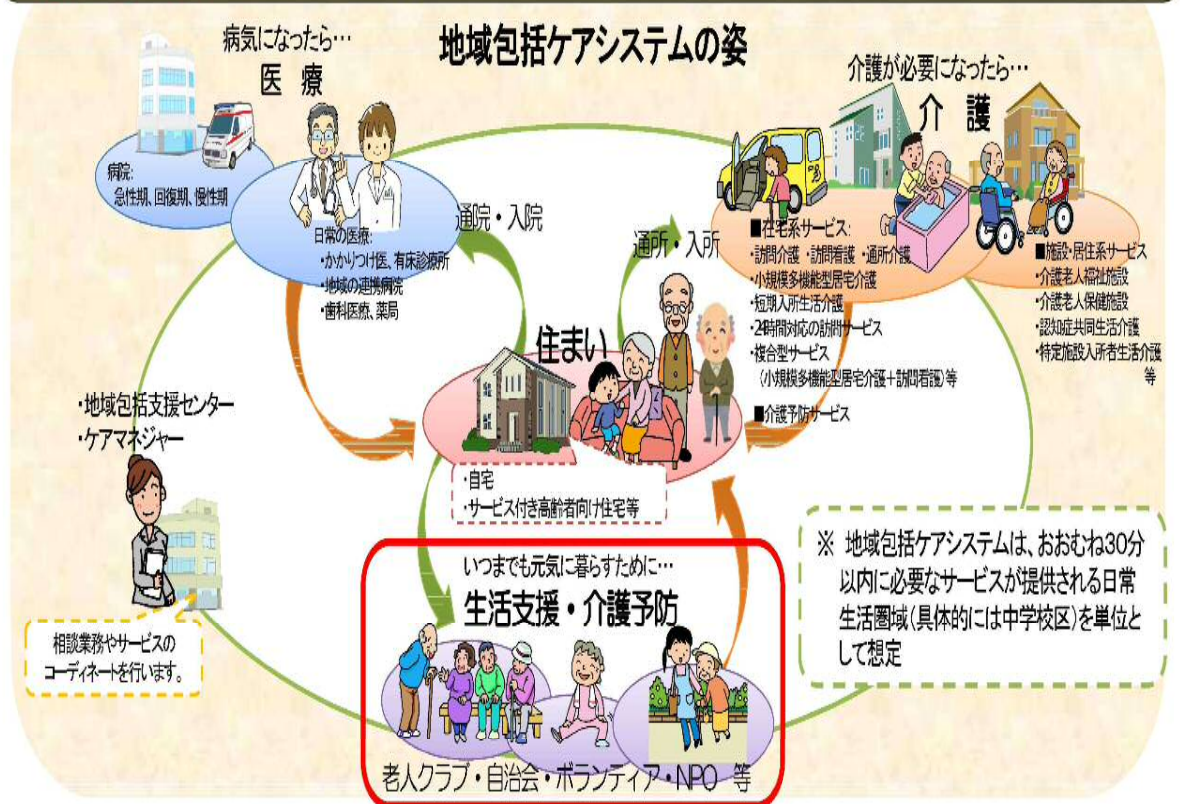 地域包括ケアシステムの姿
病気になったら…
医 療
病院:
急性期、回復期、慢性期
日常の医療:
・かかりつけ医、有床診療所
・地域の連携病院
・歯科医療、薬局
通院・入院
通所・入所
介護が必要になったら…
介 護
■在宅系サービス:
・訪問介護 ・訪問看護 ・通所介護
・小規模多機能型居宅介護
・短期入所生活介護
・24時間対応の訪問サービス
・複合型サービス
(小規模多機能型居宅介護+訪問看護)等
■介護予防サービス
■施設・居住系サービス
・介護老人福祉施設
・介護老人保健施設
・認知症共同生活介護
・特定施設入所者生活介護
等
住まい
・自宅
・サービス付き高齢者向け住宅等
・地域包括支援センター
・ケアマネジャー
相談業務やサービスの
コーディネートを行います。
いつまでも元気に暮らすために…
生活支援・介護予防
老人クラブ・自治会・ボランティア・NPO 等
※ 地域包括ケアシステムは、おおむね30分
以内に必要なサービスが提供される日常
生活圏域(具体的には中学校区)を単位と
して想定